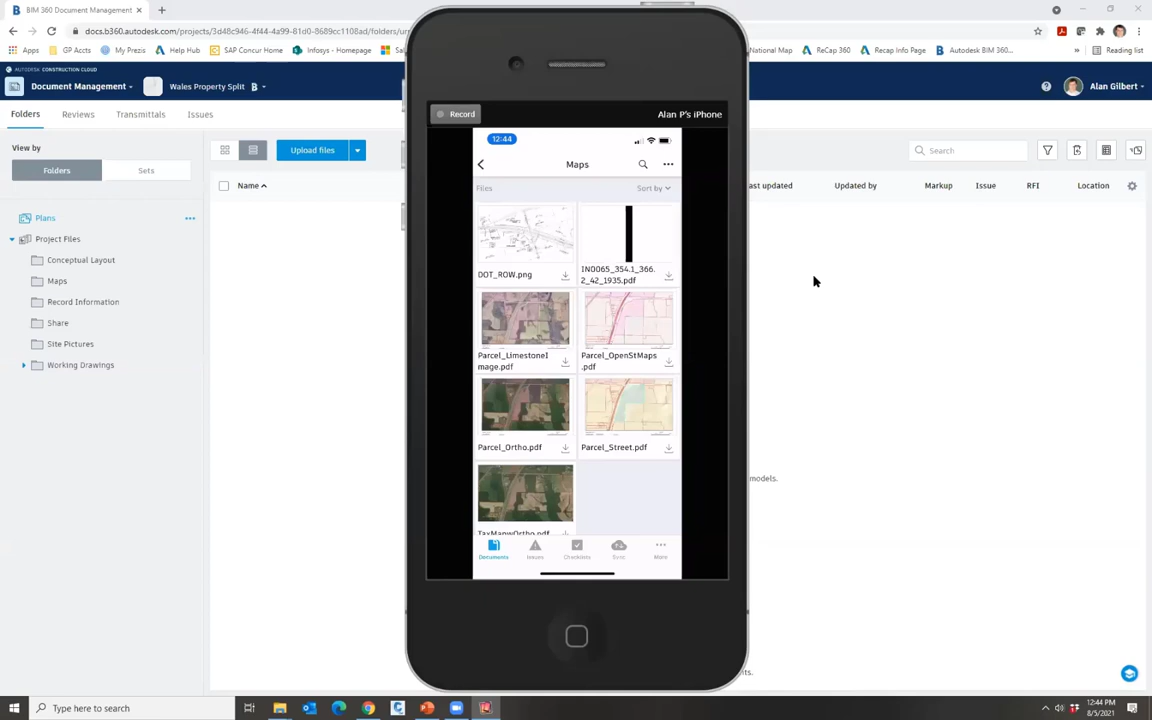 BIM 360 Document Management
docs.b360.autodesk.com/projects/3d48c946-4f44-4a99-81d0-8689cc1108ad/folders/
Apps
GP Accts
My Prezis
Help Hub
SAP Concur Home
Infosys - Homepage
National Map
ReCap 360
Recap Info Page
Autodesk BIM 360...
Reading list
AUTODESK CONSTRUCTION CLOUD
Document Management
Wales Property Split
Alan Gilbert
Folders
Reviews
Transmittals
Issues
View by
Folders
Sets
Upload files
Search
Name
ast updated
Updated by
Markup
Issue
RFI
Location
Plans
Project Files
Conceptual Layout
Maps
Record Information
Share
Site Pictures
Working Drawings
models.
Record
Alan P's iPhone
12:44
Maps
Files
Sort by
DOT_ROW.png
IN0065_354.1_366.
2_42_1935.pdf
Parcel_LimestoneI
mage.pdf
Parcel_OpenStMaps
.pdf
Parcel_Ortho.pdf
Parcel_Street.pdf
TaxMapwOrtho.pdf
Documents
Issues
Checklists
Sync
More
Type here to search
12:44 PM
8/5/2021